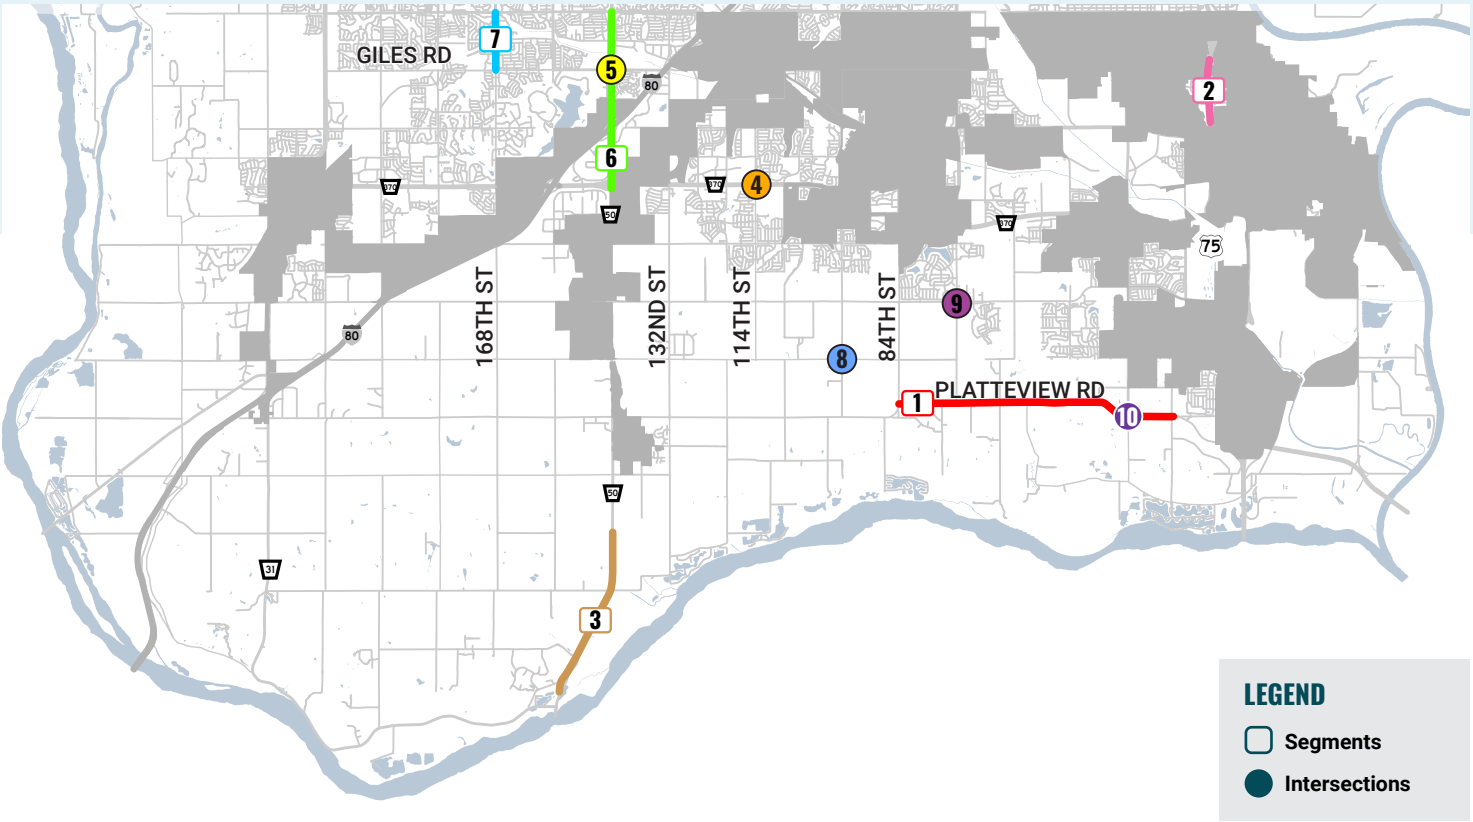 7
GILES RD
5
80
2
6
370
370
4
50
370
75
168TH ST
132ND ST
114TH ST
84TH ST
9
80
8
PLATTEVIEW RD
1
10
50
31
3
LEGEND
Segments
Intersections